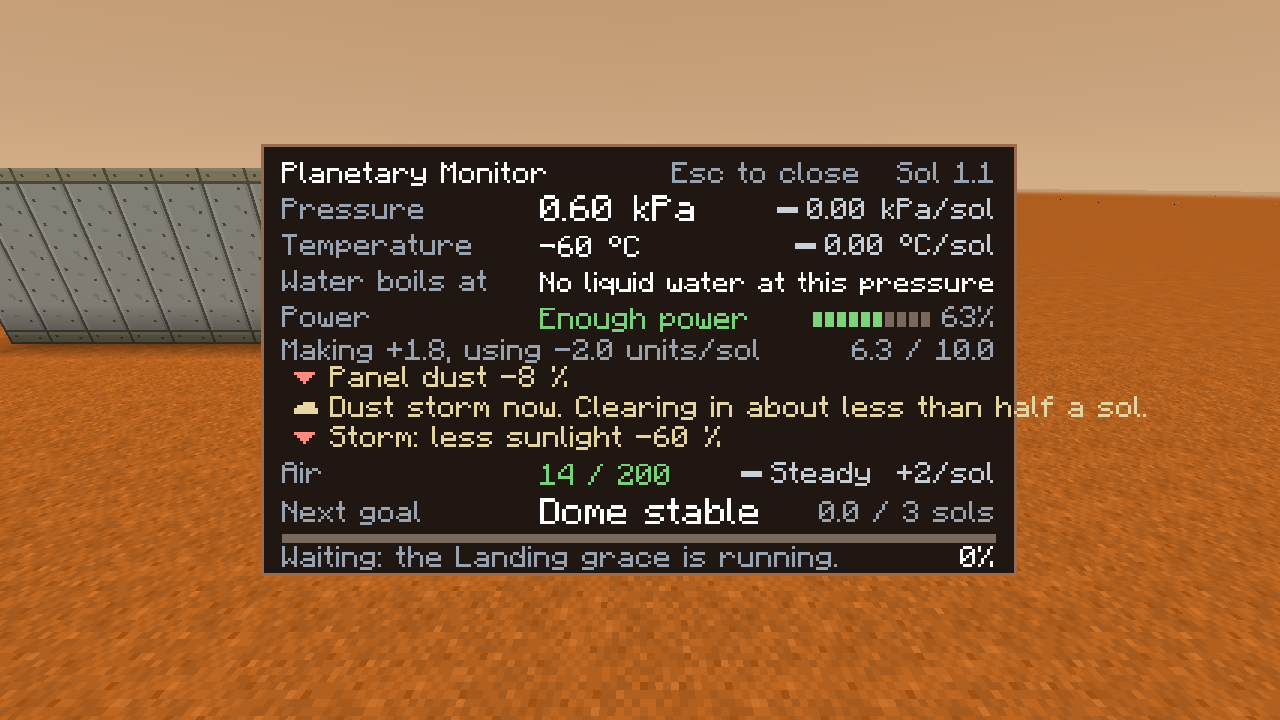 Planetary Monitor Esc to close Sol 1.1
Pressure 0.60 kPa 0.00 kPa/sol
Temperature -60 °C 0.00 °C/sol
Water boils at No liquid water at this pressure
Power Enough power 63%
Making +1.8, using -2.0 units/sol 6.3 / 10.0
Panel dust -8 %
Dust storm now. Clearing in about less than half a sol.
Storm: less sunlight -60 %
Air 14 / 200 Steady +2/sol
Next goal Dome stable 0.0 / 3 sols
Waiting: the Landing grace is running. 0%